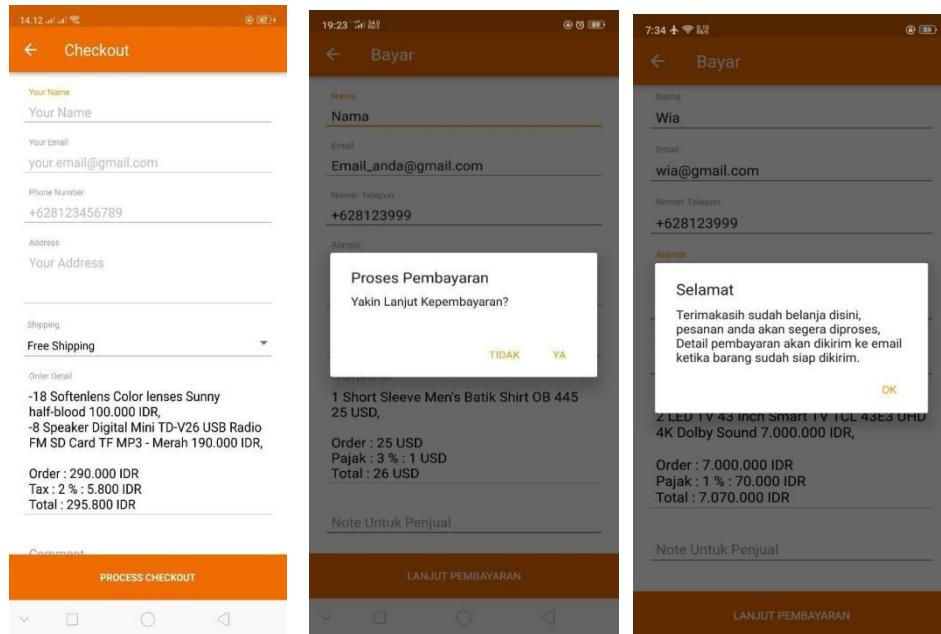 14.12
87
Checkout
Your Name
Your Name
Your Email
your.email@gmail.com
Phone Number
+628123456789
Address
Your Address
Shipping
Free Shipping
Order Detail
-18 Softenlens Color lenses Sunny
half-blood 100.000 IDR,
-8 Speaker Digital Mini TD-V26 USB Radio
FM SD Card TF MP3 - Merah 190.000 IDR,
Order : 290.000 IDR
Tax : 2 % : 5.800 IDR
Total : 295.800 IDR
Comment
PROCESS CHECKOUT
19:23
Bayar
Nama
Nama
Email
Email_anda@gmail.com
Nomer Telepon
+628123999
Alamat
Proses Pembayaran
Yakin Lanjut Kepembayaran?
TIDAK YA
1 Short Sleeve Men's Batik Shirt OB 445
25 USD,
Order : 25 USD
Pajak : 3 % : 1 USD
Total : 26 USD
Note Untuk Penjual
LANJUT PEMBAYARAN
7:34
59
Bayar
Nama
Wia
Email
wia@gmail.com
Nomer Telepon
+628123999
Alamat
Selamat
Terimakasih sudah belanja disini,
pesanan anda akan segera diproses,
Detail pembayaran akan dikirim ke email
ketika barang sudah siap dikirim.
OK
2 LED TV 43 Inch Smart TV TCL 43E3 UHD
4K Dolby Sound 7.000.000 IDR,
Order : 7.000.000 IDR
Pajak : 1 % : 70.000 IDR
Total : 7.070.000 IDR
Note Untuk Penjual
LANJUT PEMBAYARAN